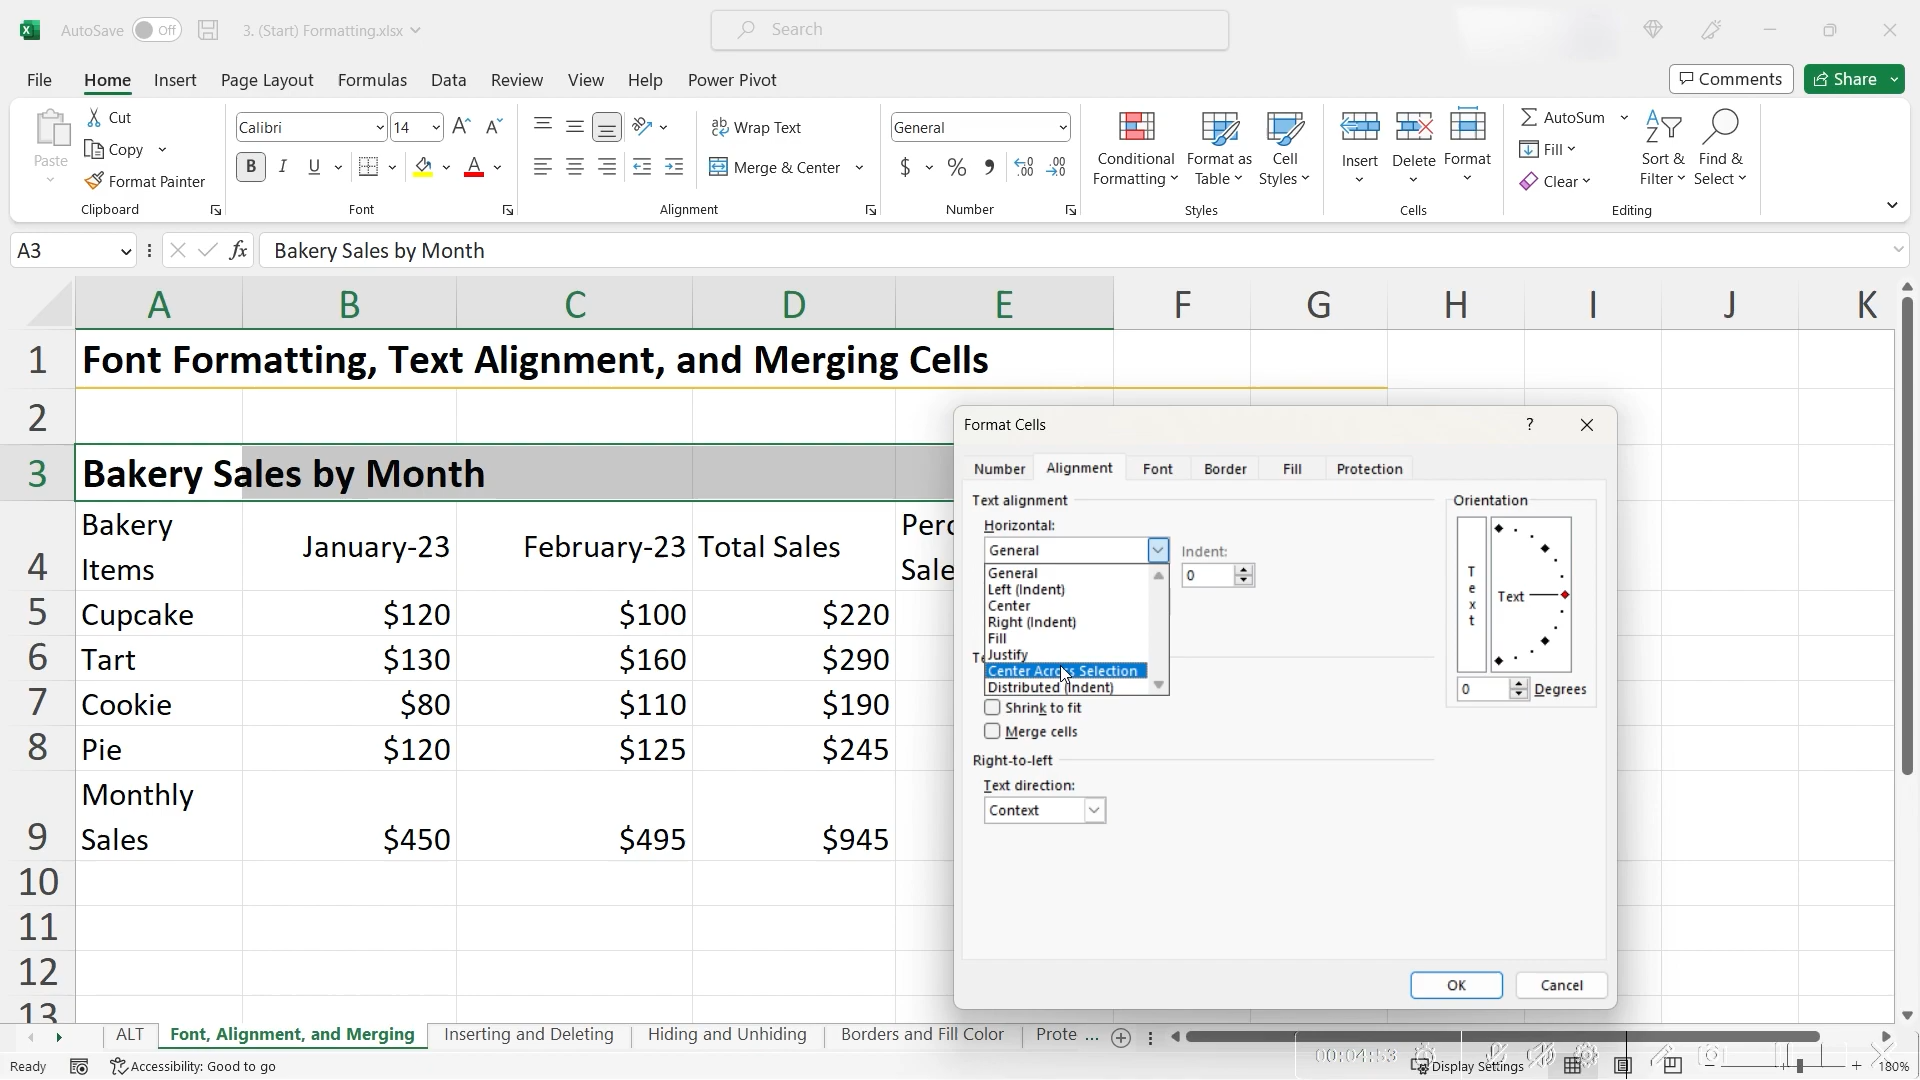 AutoSave Off 3. (Start) Formatting.xlsx Search
File Home Insert Page Layout Formulas Data Review View Help Power Pivot Comments Share
Paste Cut Copy Format Painter Clipboard
Calibri 14 B I U A Font
Wrap Text Merge & Center Alignment
General $ % Number
Conditional Formatting Format as Table Cell Styles Styles
Insert Delete Format Cells
AutoSum Fill Clear Sort & Filter Find & Select Editing
A3 fx Bakery Sales by Month
A B C D E F G H I J K
1 Font Formatting, Text Alignment, and Merging Cells
2
3 Bakery Sales by Month
4 Bakery Items January-23 February-23 Total Sales
5 Cupcake $120 $100 $220
6 Tart $130 $160 $290
7 Cookie $80 $110 $190
8 Pie $120 $125 $245
9 Monthly Sales $450 $495 $945
10
11
12
13
Format Cells ?
Number Alignment Font Border Fill Protection
Text alignment
Horizontal:
General
Indent:
0
General
Left (Indent)
Center
Right (Indent)
Fill
Justify
Center Across Selection
Distributed (Indent)
Shrink to fit
Merge cells
Right-to-left
Text direction:
Context
Orientation
Text
Text
0 Degrees
OK Cancel
ALT Font, Alignment, and Merging Inserting and Deleting Hiding and Unhiding Borders and Fill Color Prote ...
00:04:53
Ready Accessibility: Good to go Display Settings 180%